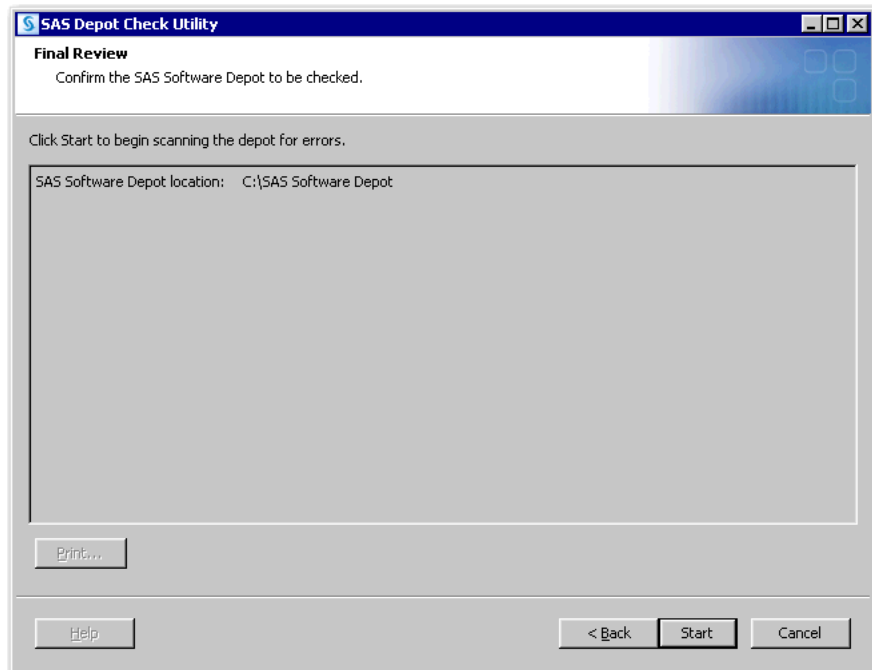 SAS Depot Check Utility
Final Review
Confirm the SAS Software Depot to be checked.
Click Start to begin scanning the depot for errors.
SAS Software Depot location: C:\SAS Software Depot
Print...
Help
< Back
Start
Cancel